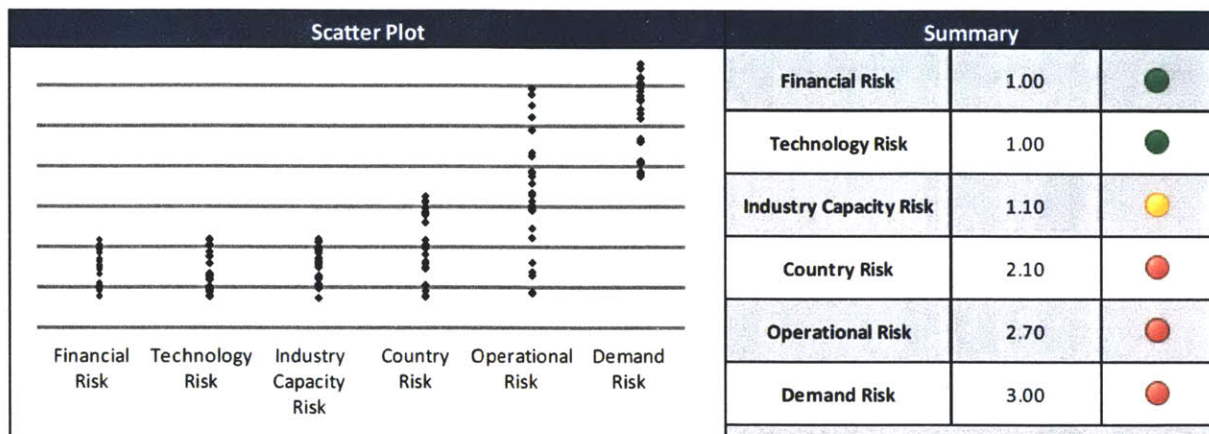 Scatter Plot
Summary
Financial
Risk
Technology
Risk
Industry
Capacity
Risk
Country
Risk
Operational
Risk
Demand
Risk
Financial Risk 1.00
Technology Risk 1.00
Industry Capacity Risk 1.10
Country Risk 2.10
Operational Risk 2.70
Demand Risk 3.00